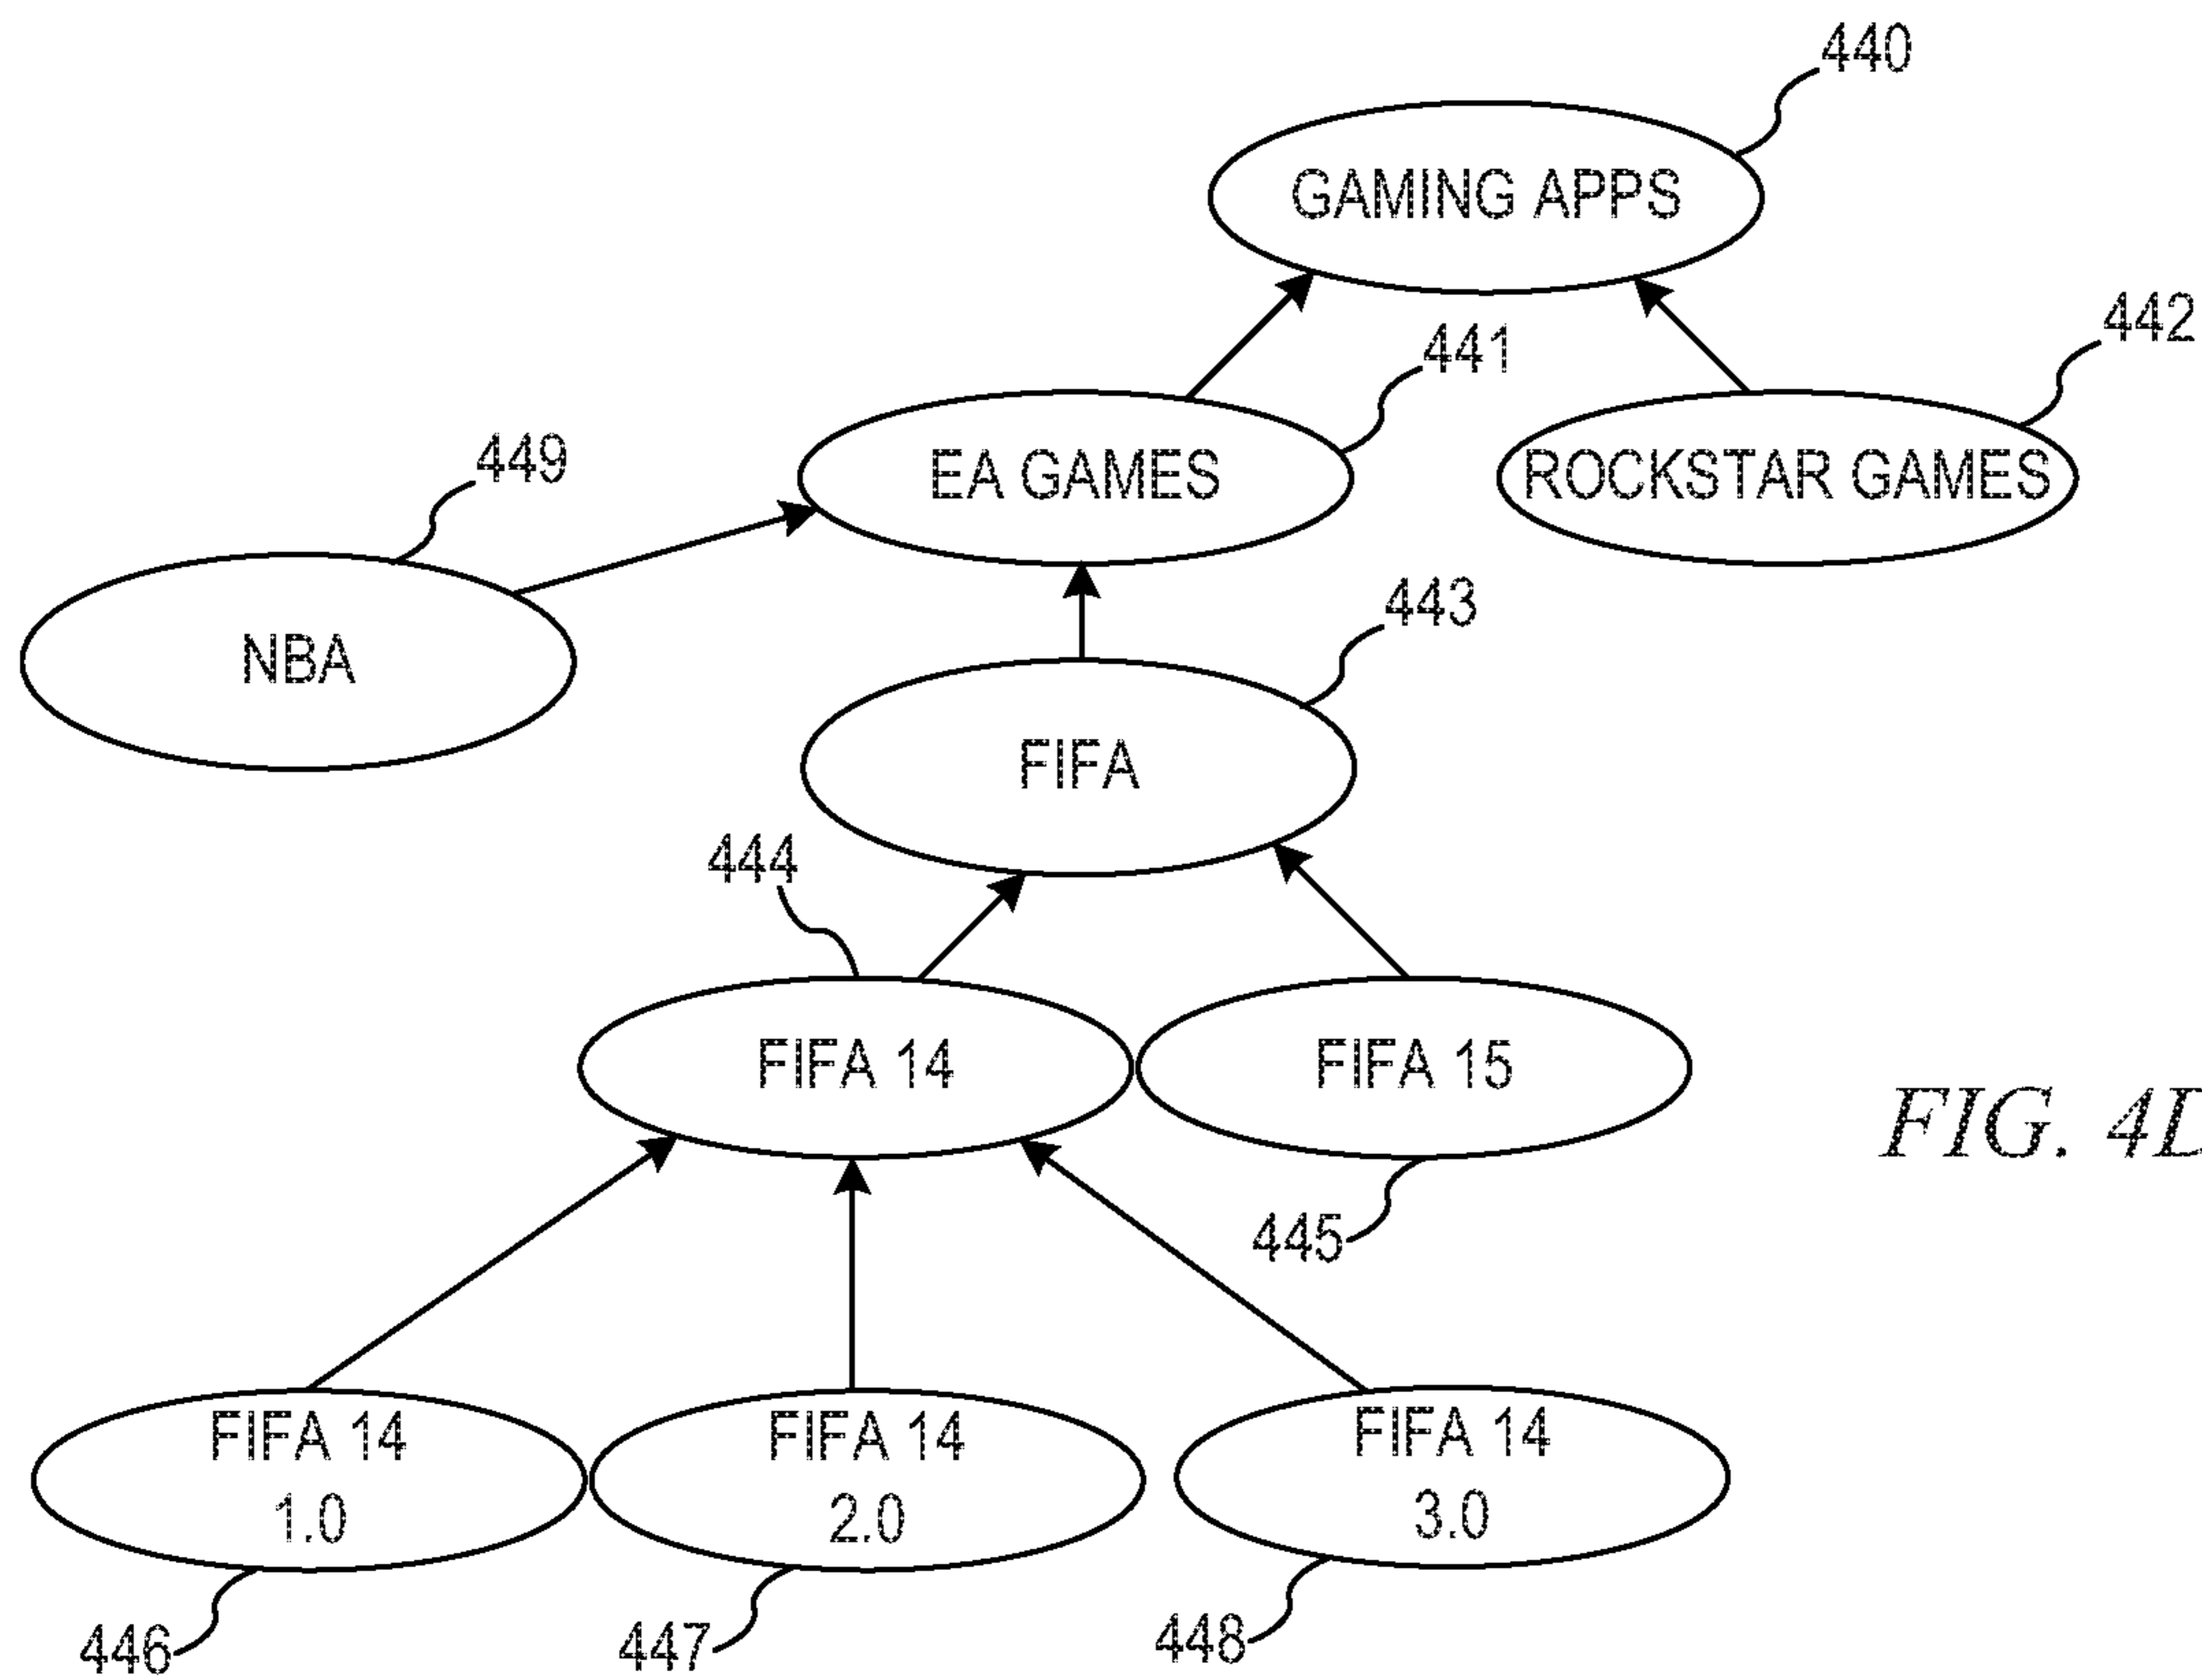 440
GAMING APPS
442
441
449
EA GAMES
ROCKSTAR GAMES
443
NBA
FIFA
444
FIFA 14
FIFA 15
FIG. 4D
445
FIFA 14
1.0
FIFA 14
2.0
FIFA 14
3.0
446
447
448